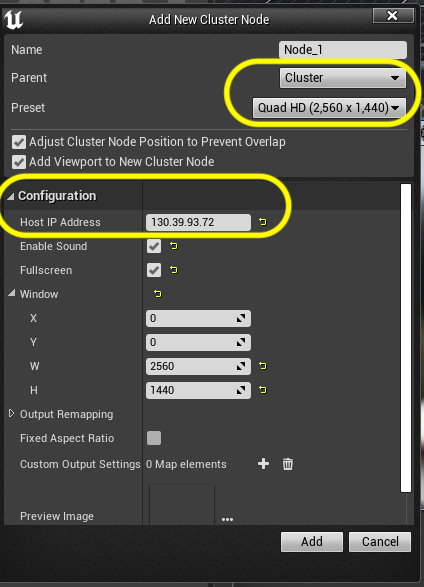 Add New Cluster Node
Name Node_1
Parent Cluster
Preset Quad HD (2,560 x 1,440)
Adjust Cluster Node Position to Prevent Overlap
Add Viewport to New Cluster Node
Configuration
Host IP Address 130.39.93.72
Enable Sound
Fullscreen
Window
X 0
Y 0
W 2560
H 1440
Output Remapping
Fixed Aspect Ratio
Custom Output Settings 0 Map elements
Preview Image
Add Cancel